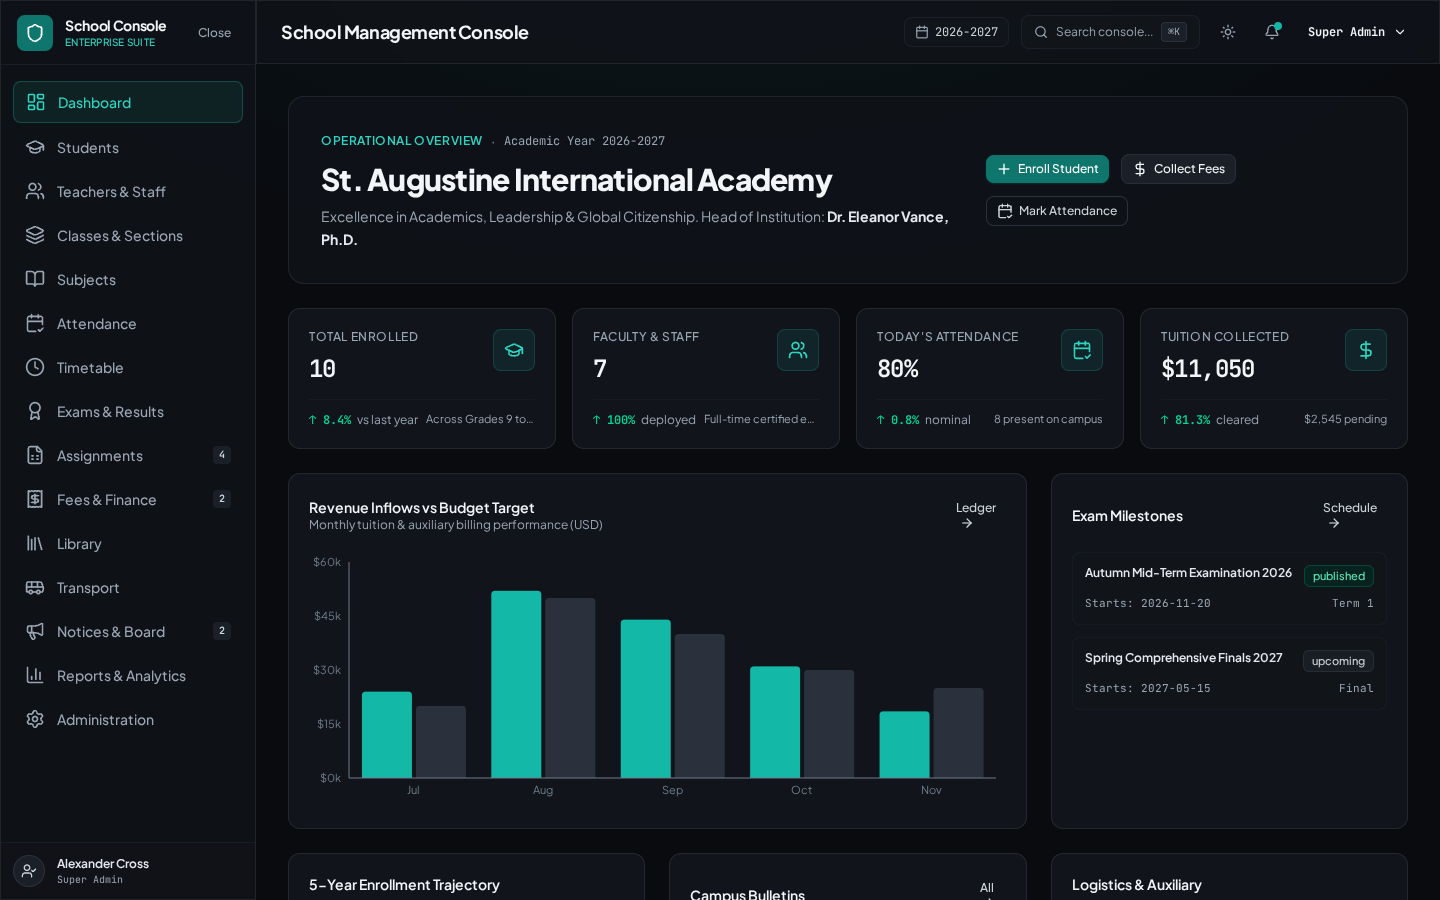 School Console
ENTERPRISE SUITE
Close
Dashboard
Students
Teachers & Staff
Classes & Sections
Subjects
Attendance
Timetable
Exams & Results
Assignments 4
Fees & Finance 2
Library
Transport
Notices & Board 2
Reports & Analytics
Administration
Alexander Cross
Super Admin
School Management Console
2026-2027
Search console... ⌘K
Super Admin
OPERATIONAL OVERVIEW · Academic Year 2026-2027
St. Augustine International Academy
Excellence in Academics, Leadership & Global Citizenship. Head of Institution: Dr. Eleanor Vance,
Ph.D.
Enroll Student
Collect Fees
Mark Attendance
TOTAL ENROLLED
10
↑ 8.4% vs last year Across Grades 9 to...
FACULTY & STAFF
7
↑ 100% deployed Full-time certified e...
TODAY'S ATTENDANCE
80%
↑ 0.8% nominal 8 present on campus
TUITION COLLECTED
$11,050
↑ 81.3% cleared $2,545 pending
Revenue Inflows vs Budget Target
Monthly tuition & auxiliary billing performance (USD)
Ledger
→
$60k
$45k
$30k
$15k
$0k
Jul Aug Sep Oct Nov
Exam Milestones
Schedule
→
Autumn Mid-Term Examination 2026 published
Starts: 2026-11-20 Term 1
Spring Comprehensive Finals 2027 upcoming
Starts: 2027-05-15 Final
5-Year Enrollment Trajectory
Campus Bulletins
All
Logistics & Auxiliary